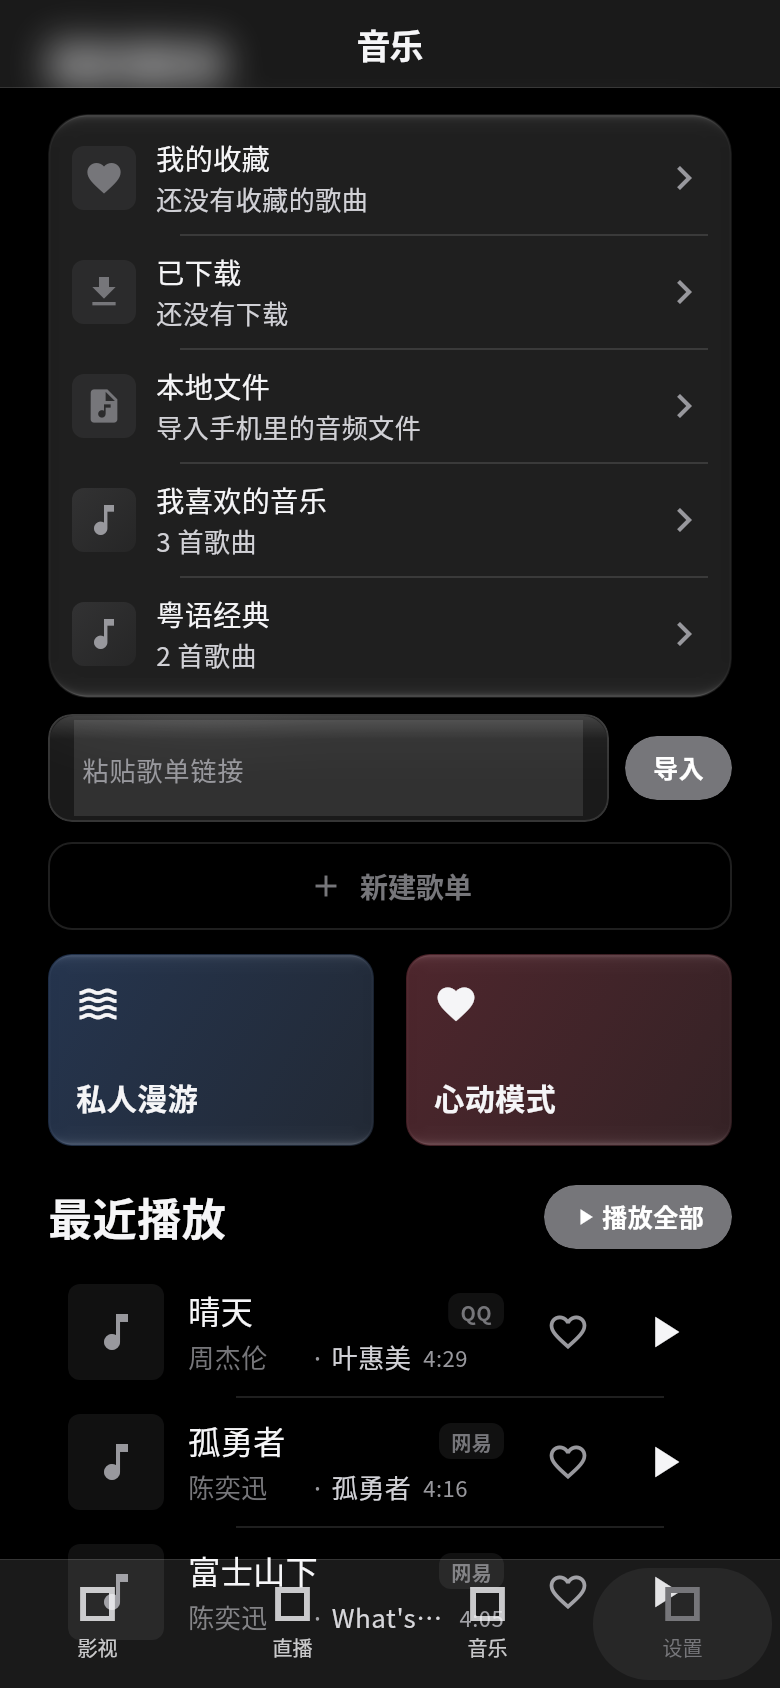 音乐
我的收藏
还没有收藏的歌曲
已下载
还没有下载
本地文件
导入手机里的音频文件
我喜欢的音乐
3 首歌曲
粤语经典
2 首歌曲
粘贴歌单链接
导入
新建歌单
私人漫游
心动模式
最近播放
播放全部
晴天
QQ
周杰伦 · 叶惠美 4:29
孤勇者
网易
陈奕迅 · 孤勇者 4:16
富士山下
网易
陈奕迅 · What's… 4:05
影视
直播
音乐
设置